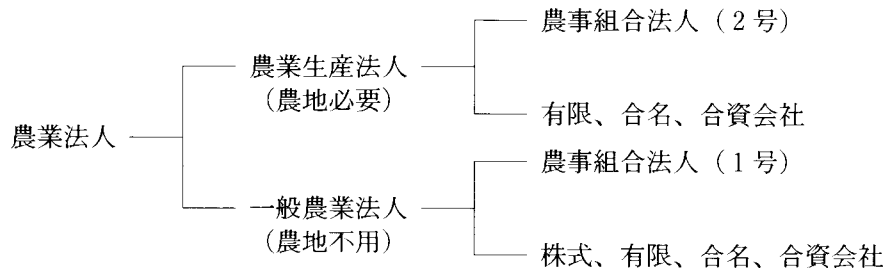 農業法人
農業生産法人
（農地必要）
農事組合法人（２号）
有限、合名、合資会社
一般農業法人
（農地不用）
農事組合法人（１号）
株式、有限、合名、合資会社